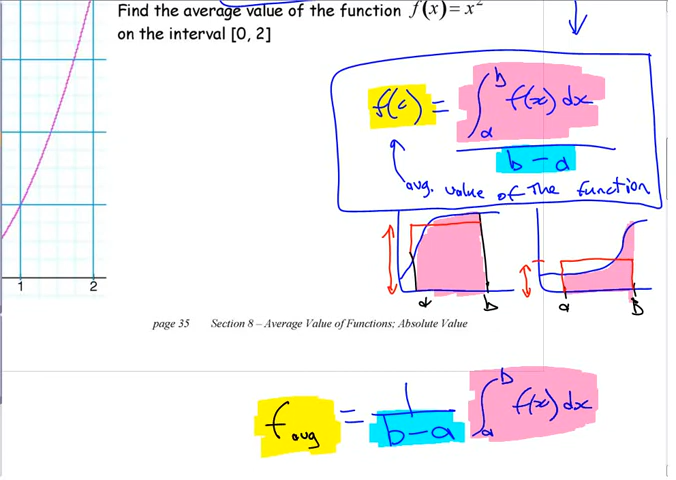 Find the average value of the function f(x) = x²
on the interval [0, 2]
f(c) = ∫ₐᵇ f(x) dx
b - a
avg. value of the function
1 2
a b
a b
page 35 Section 8 – Average Value of Functions; Absolute Value
f avg = 1 / b-a ∫ₐᵇ f(x) dx